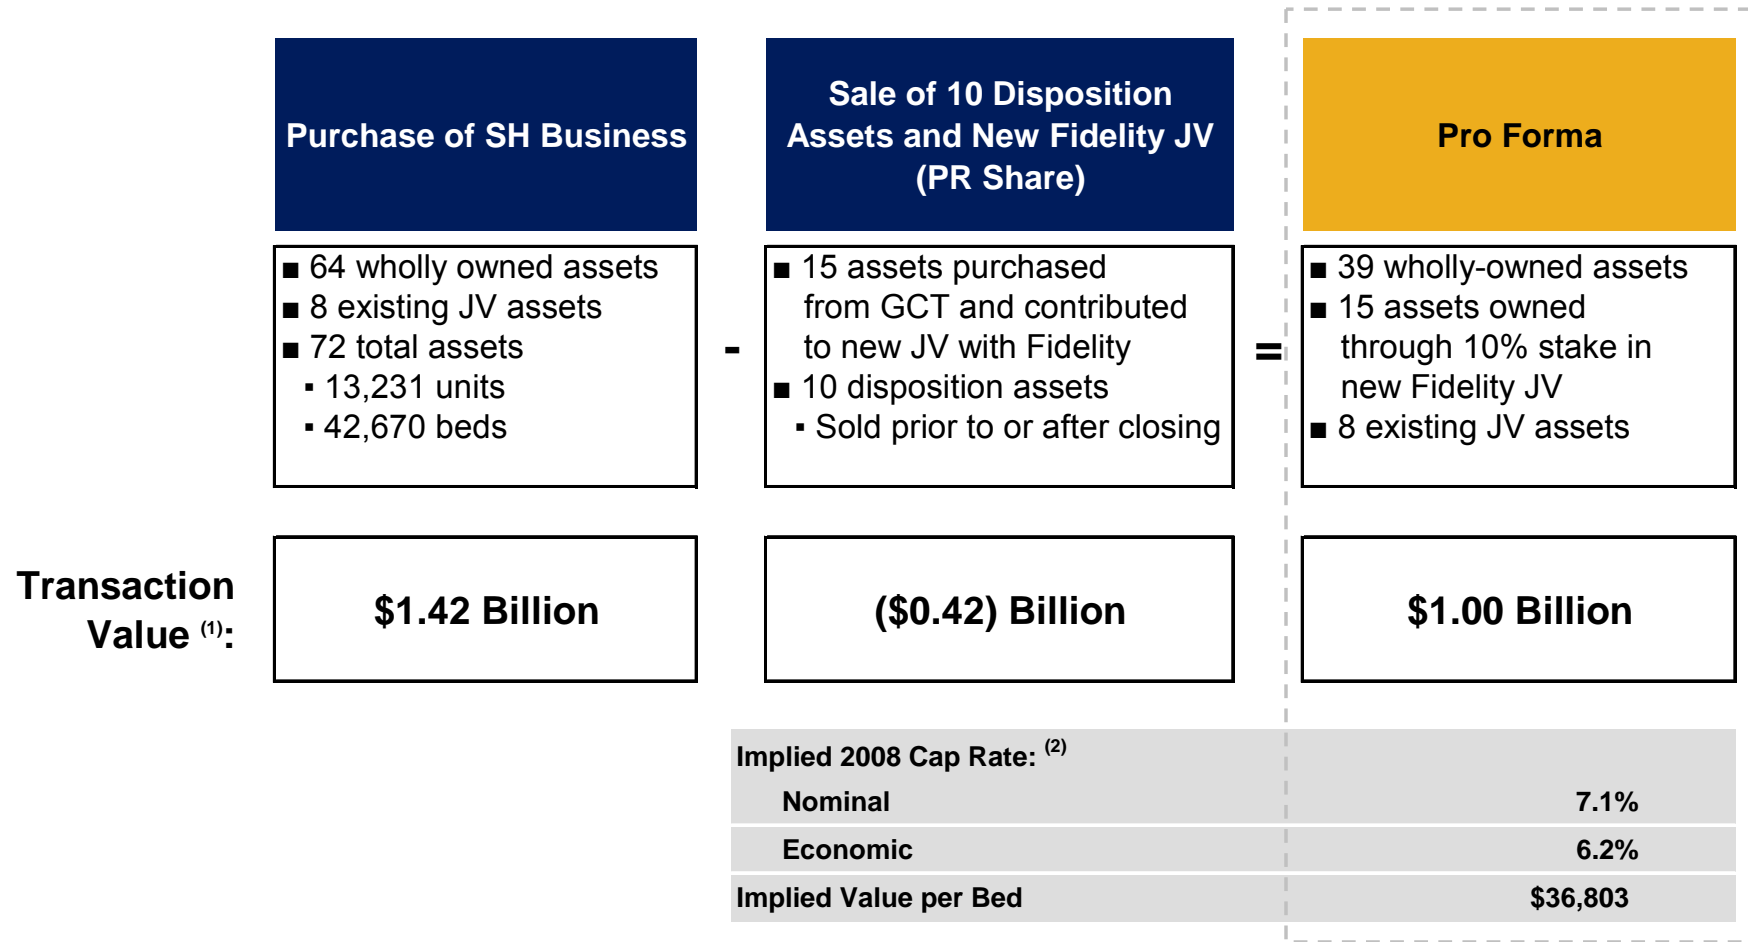 Purchase of SH Business
Sale of 10 Disposition
Assets and New Fidelity JV
(PR Share)
Pro Forma
■ 64 wholly owned assets
■ 8 existing JV assets
■ 72 total assets
▪ 13,231 units
▪ 42,670 beds
-
■ 15 assets purchased
from GCT and contributed
to new JV with Fidelity
■ 10 disposition assets
▪ Sold prior to or after closing
=
■ 39 wholly-owned assets
■ 15 assets owned
through 10% stake in
new Fidelity JV
■ 8 existing JV assets
Transaction
Value (1):
$1.42 Billion
($0.42) Billion
$1.00 Billion
Implied 2008 Cap Rate: (2)
Nominal 7.1%
Economic 6.2%
Implied Value per Bed $36,803